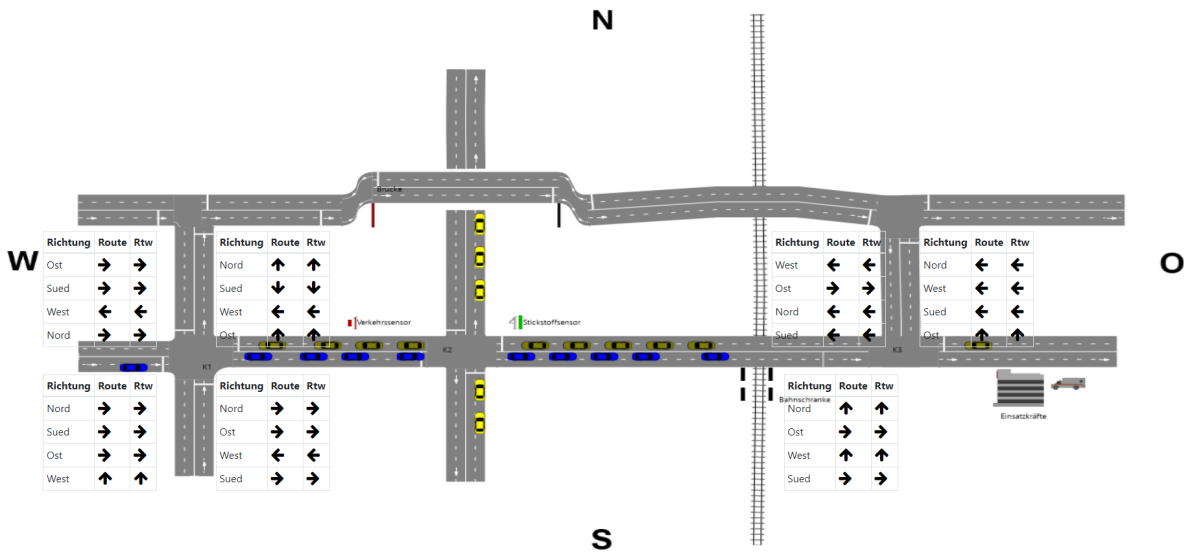 N
Brücke
W
O
Richtung Route Rtw
Ost
Sued
West
Nord
Richtung Route Rtw
Nord
Sued
West
Ost
Richtung Route Rtw
West
Ost
Nord
Sued
Richtung Route Rtw
Nord
West
Sued
Ost
Verkehrssensor
Stickstoffsensor
K1
K2
K3
Richtung Route Rtw
Nord
Sued
Ost
West
Richtung Route Rtw
Nord
Ost
West
Sued
Bahnschranke
Richtung Route Rtw
Nord
Ost
West
Sued
Einsatzkräfte
S